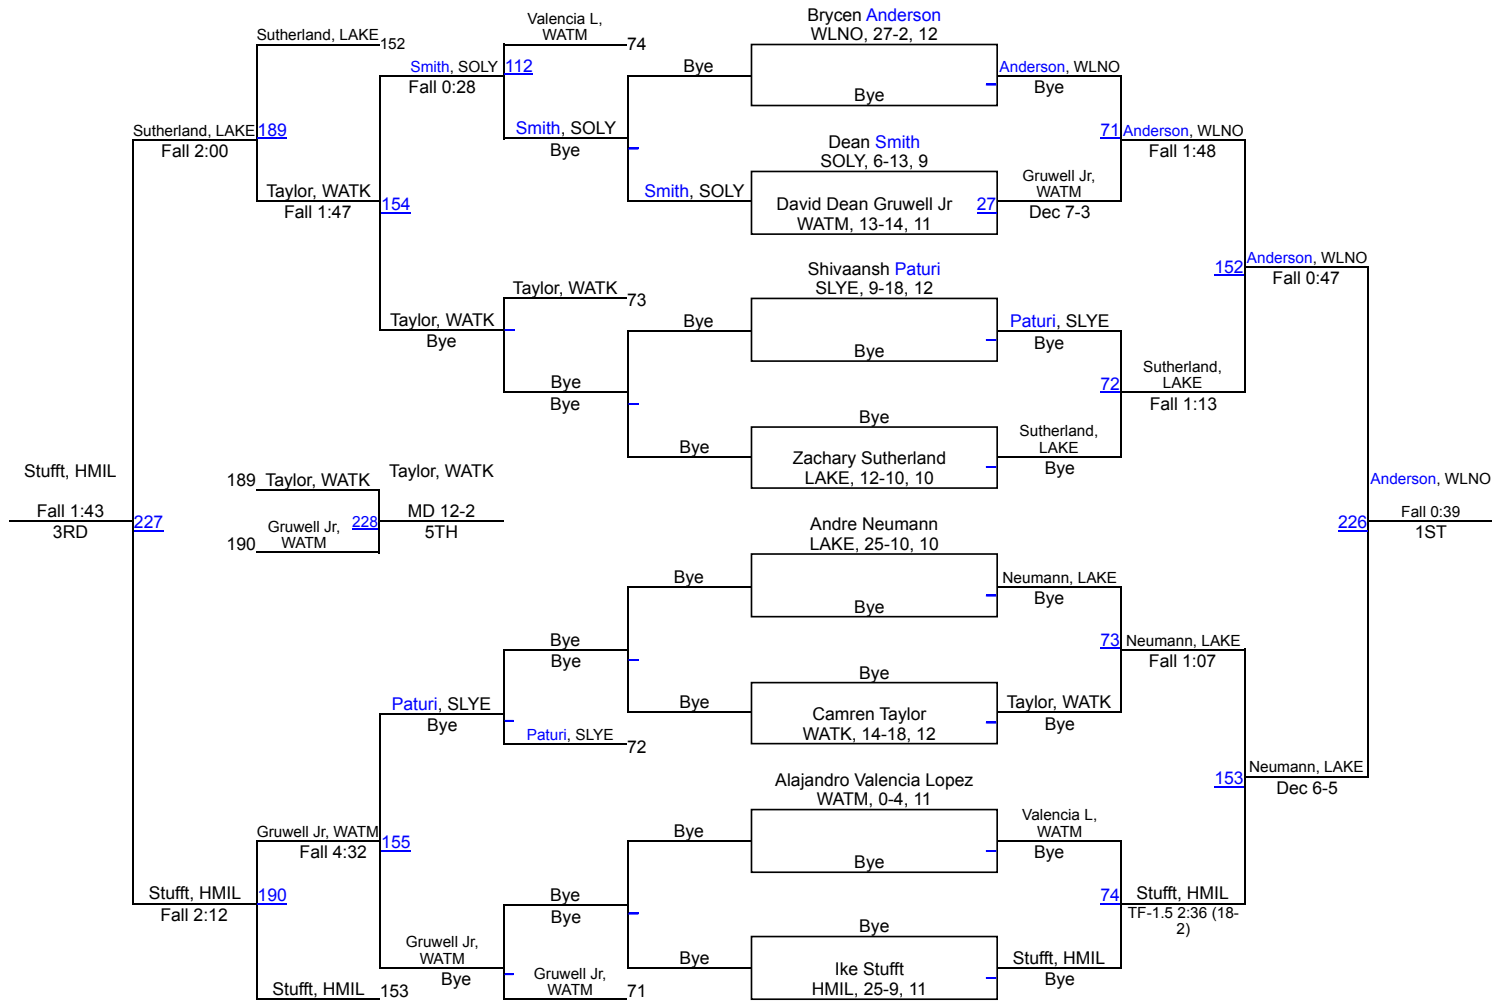 Sutherland, LAKE
152
Sutherland, LAKE
189
Fall 2:00
Taylor, WATK
Fall 1:47
154
Smith, SOLY
112
Fall 0:28
Valencia L,
WATM
74
Smith, SOLY
Bye
Bye
Smith, SOLY
Taylor, WATK
Bye
Taylor, WATK
73
Bye
Bye
Bye
Bye
Brycen Anderson
WLNO, 27-2, 12
Bye
Dean Smith
SOLY, 6-13, 9
David Dean Gruwell Jr
WATM, 13-14, 11
27
Shivaansh Paturi
SLYE, 9-18, 12
Bye
Bye
Zachary Sutherland
LAKE, 12-10, 10
Anderson, WLNO
Bye
Gruwell Jr,
WATM
Dec 7-3
71
Anderson, WLNO
Fall 1:48
Paturi, SLYE
Bye
Sutherland,
LAKE
Bye
72
Sutherland,
LAKE
Fall 1:13
152
Anderson, WLNO
Fall 0:47
Stufft, HMIL
Fall 1:43
3RD
227
189
Taylor, WATK
190
Gruwell Jr,
WATM
228
Taylor, WATK
MD 12-2
5TH
Anderson, WLNO
226
Fall 0:39
1ST
Andre Neumann
LAKE, 25-10, 10
Bye
Bye
Camren Taylor
WATK, 14-18, 12
Alajandro Valencia Lopez
WATM, 0-4, 11
Bye
Bye
Ike Stufft
HMIL, 25-9, 11
Bye
Bye
Bye
Bye
Paturi, SLYE
Bye
Paturi, SLYE
72
Gruwell Jr, WATM
Fall 4:32
155
Stufft, HMIL
190
Fall 2:12
Stufft, HMIL
153
Gruwell Jr,
WATM
Bye
Bye
Bye
Gruwell Jr,
WATM
71
Bye
Bye
Neumann, LAKE
Bye
Taylor, WATK
Bye
73
Neumann, LAKE
Fall 1:07
Valencia L,
WATM
Bye
Stufft, HMIL
Bye
74
Stufft, HMIL
TF-1.5 2:36 (18-
2)
153
Neumann, LAKE
Dec 6-5